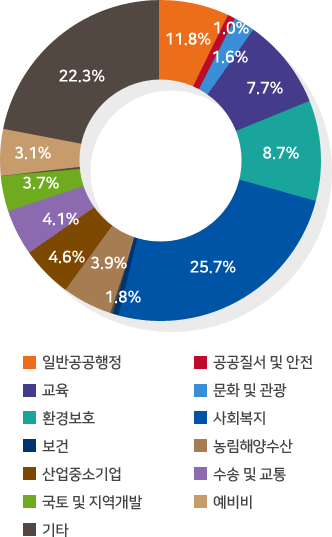 11.8%
1.0%
1.6%
7.7%
8.7%
25.7%
1.8%
3.9%
4.6%
4.1%
3.7%
3.1%
22.3%
일반공공행정 공공질서 및 안전
교육 문화 및 관광
환경보호 사회복지
보건 농림해양수산
산업중소기업 수송 및 교통
국토 및 지역개발 예비비
기타